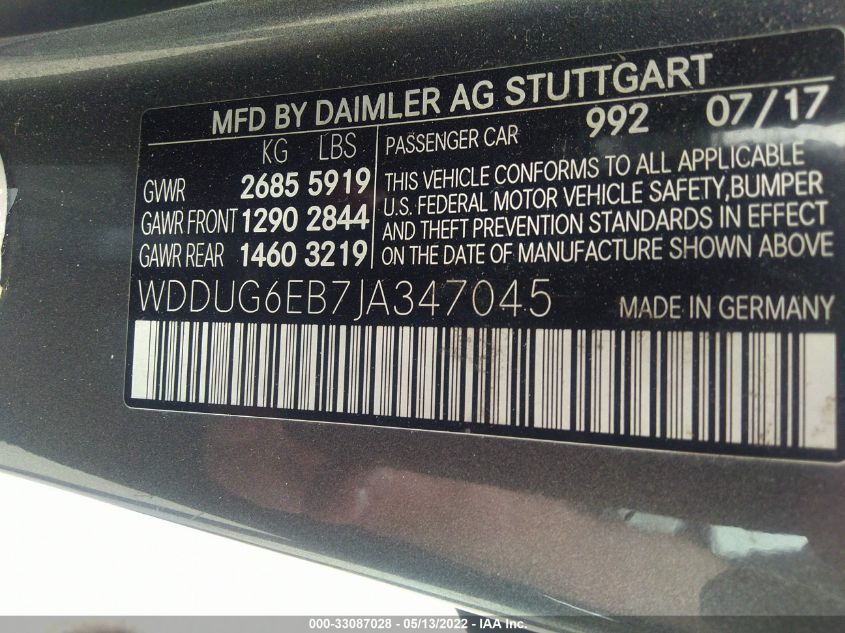 MFD BY DAIMLER AG STUTTGART
KG LBS
GVWR 2685 5919
GAWR FRONT 1290 2844
GAWR REAR 1460 3219
PASSENGER CAR 992 07/17
THIS VEHICLE CONFORMS TO ALL APPLICABLE
U.S. FEDERAL MOTOR VEHICLE SAFETY, BUMPER
AND THEFT PREVENTION STANDARDS IN EFFECT
ON THE DATE OF MANUFACTURE SHOWN ABOVE
WDDUG6EB7JA347045 MADE IN GERMANY
000-33087028 - 05/13/2022 - IAA Inc.